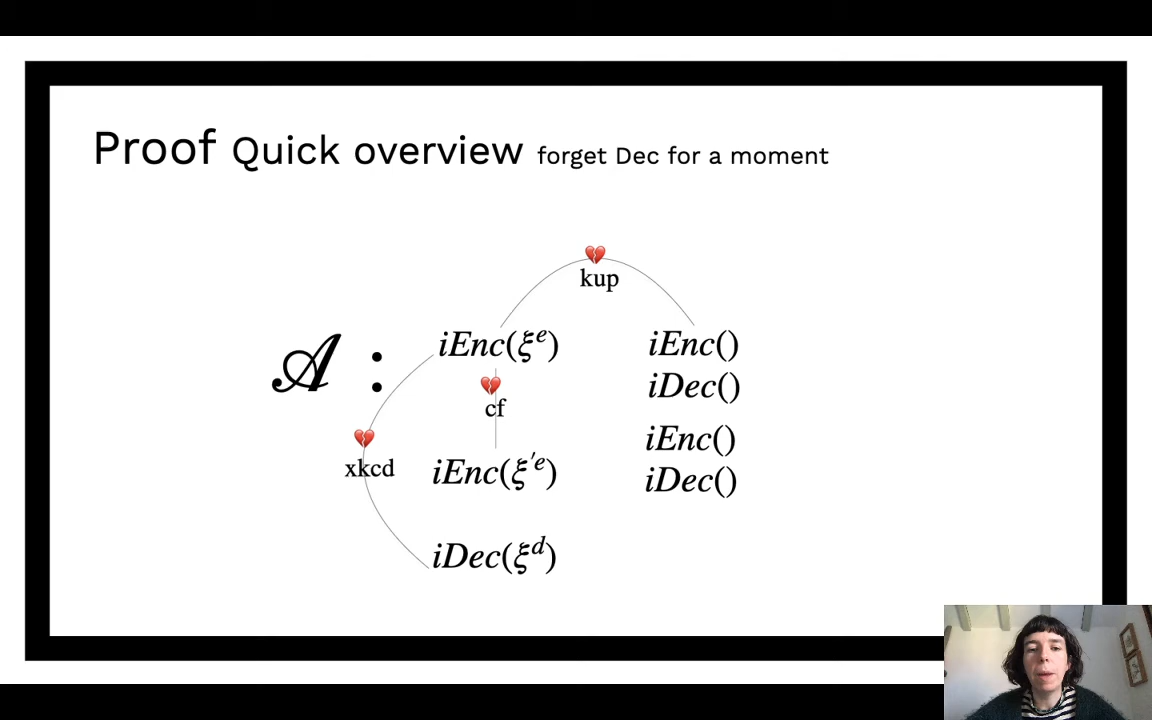 Proof Quick overview forget Dec for a moment
💔
kup
𝒜 :
iEnc(ξᵉ)
iEnc()
💔
iDec()
cf
💔
xkcd
iEnc(ξ′ᵉ)
iEnc()
iDec()
iDec(ξᵈ)